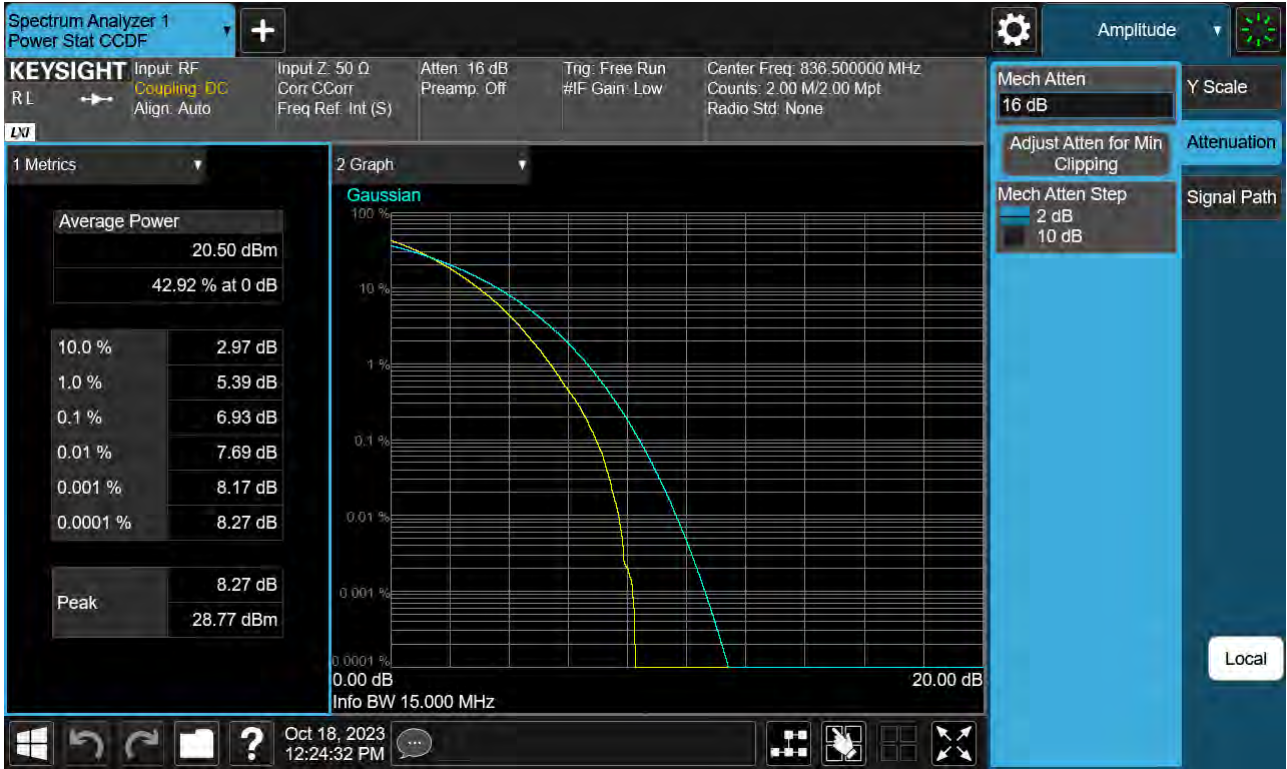 Spectrum Analyzer 1
Power Stat CCDF
Amplitude
KEYSIGHT
R L
LXI
Input: RF
Coupling: DC
Align: Auto
Input Z: 50 Ω
Corr CCorr
Freq Ref: Int (S)
Atten: 16 dB
Preamp: Off
Trig: Free Run
#IF Gain: Low
Center Freq: 836.500000 MHz
Counts: 2.00 M/2.00 Mpt
Radio Std: None
1 Metrics
Average Power
20.50 dBm
42.92 % at 0 dB
10.0 % 2.97 dB
1.0 % 5.39 dB
0.1 % 6.93 dB
0.01 % 7.69 dB
0.001 % 8.17 dB
0.0001 % 8.27 dB
Peak
8.27 dB
28.77 dBm
2 Graph
Gaussian
100 %
10 %
1 %
0.1 %
0.01 %
0.001 %
0.0001 %
0.00 dB 20.00 dB
Info BW 15.000 MHz
Mech Atten
16 dB
Adjust Atten for Min
Clipping
Mech Atten Step
2 dB
10 dB
Y Scale
Attenuation
Signal Path
Local
?
Oct 18, 2023
12:24:32 PM